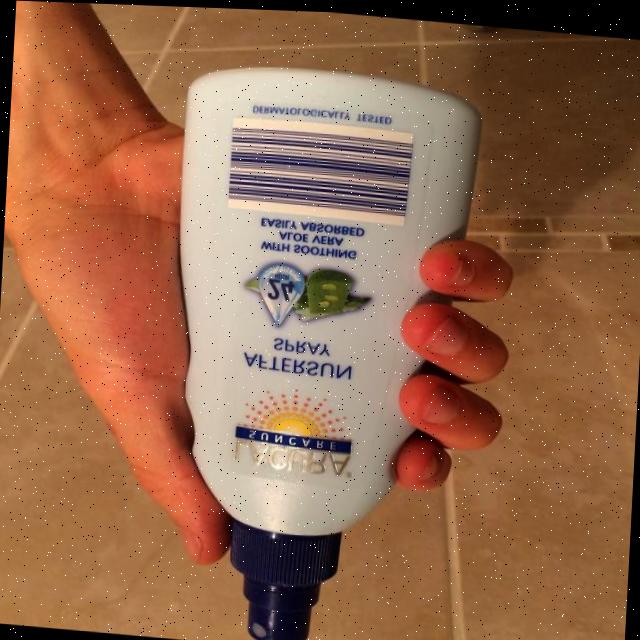 LACURA
SUNCARE
AFTERSUN
SPRAY
24
WITH SOOTHING
ALOE VERA
EASILY ABSORBED
DERMATOLOGICALLY TESTED